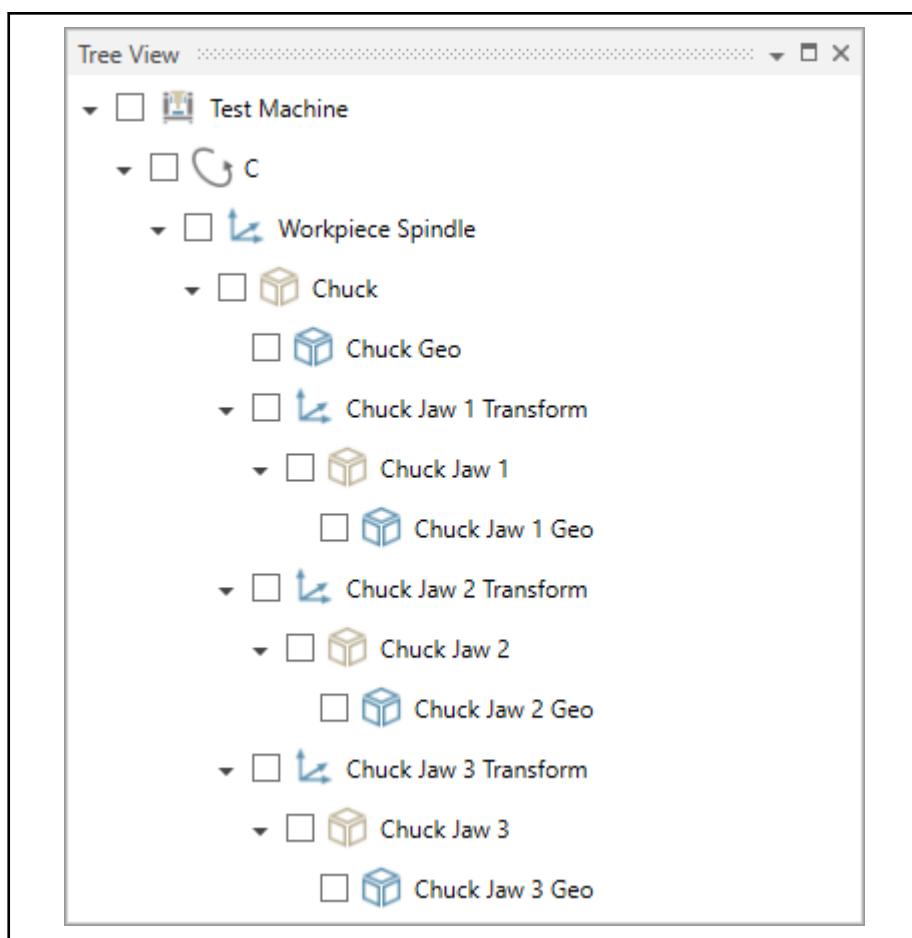 Tree View
Test Machine
C
Workpiece Spindle
Chuck
Chuck Geo
Chuck Jaw 1 Transform
Chuck Jaw 1
Chuck Jaw 1 Geo
Chuck Jaw 2 Transform
Chuck Jaw 2
Chuck Jaw 2 Geo
Chuck Jaw 3 Transform
Chuck Jaw 3
Chuck Jaw 3 Geo